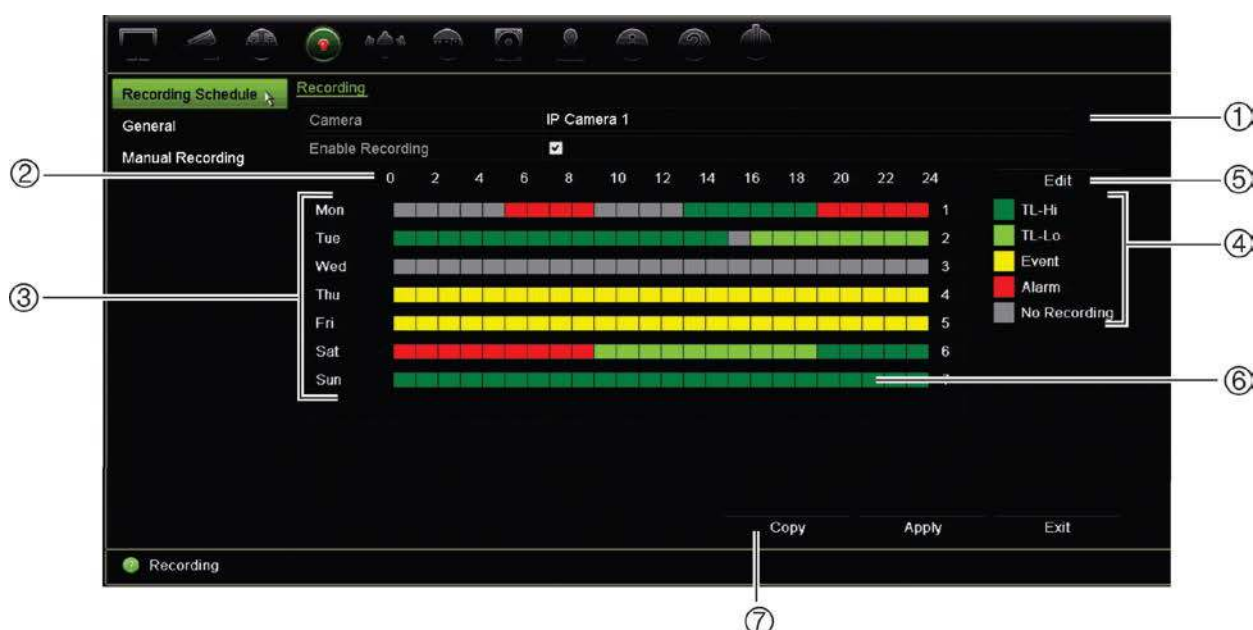 Recording Schedule
Recording
General
Camera
IP Camera 1
①
Manual Recording
Enable Recording
②
0 2 4 6 8 10 12 14 16 18 20 22 24
Edit
⑤
Mon
1
TL-Hi
Tue
2
TL-Lo
④
Wed
3
Event
③
Thu
4
Alarm
Fri
5
No Recording
Sat
6
Sun
7
⑥
Copy
Apply
Exit
Recording
⑦